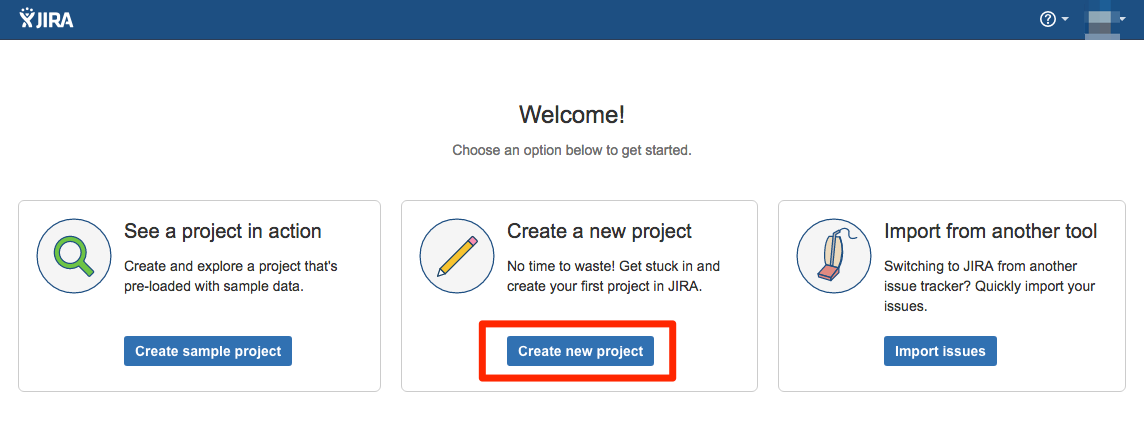 JIRA
Welcome!
Choose an option below to get started.
See a project in action
Create and explore a project that's
pre-loaded with sample data.
Create sample project
Create a new project
No time to waste! Get stuck in and
create your first project in JIRA.
Create new project
Import from another tool
Switching to JIRA from another
issue tracker? Quickly import your
issues.
Import issues